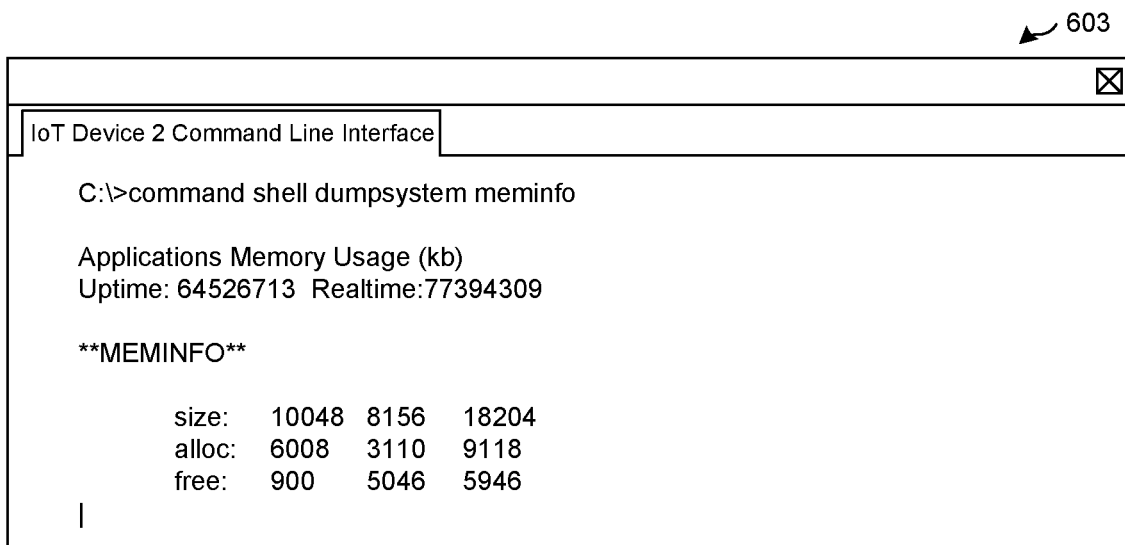 603
IoT Device 2 Command Line Interface
C:\>command shell dumpsystem meminfo
Applications Memory Usage (kb)
Uptime: 64526713 Realtime:77394309
**MEMINFO**
size: 10048 8156 18204
alloc: 6008 3110 9118
free: 900 5046 5946